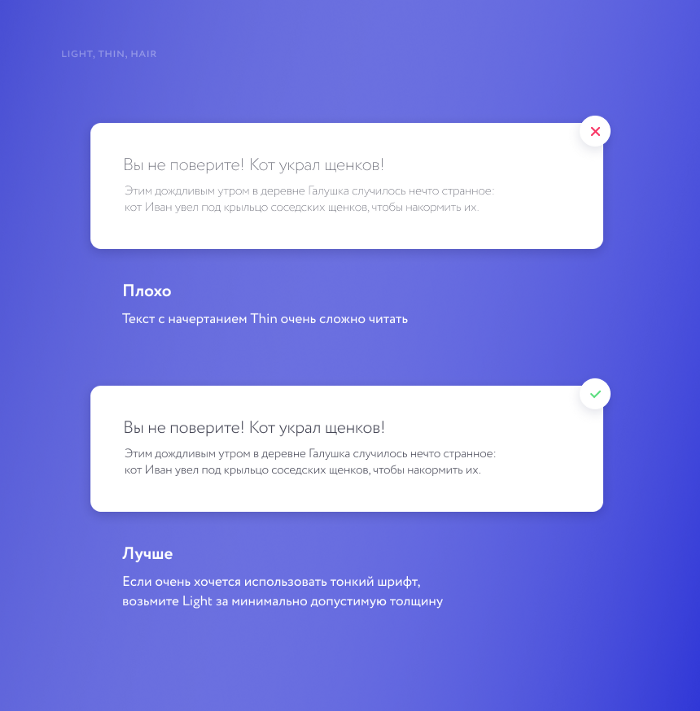 LIGHT, THIN, HAIR
Вы не поверите! Кот украл щенков!
Этим дождливым утром в деревне Галушка случилось нечто странное:
кот Иван увел под крыльцо соседских щенков, чтобы накормить их.
Плохо
Текст с начертанием Thin очень сложно читать
Вы не поверите! Кот украл щенков!
Этим дождливым утром в деревне Галушка случилось нечто странное:
кот Иван увел под крыльцо соседских щенков, чтобы накормить их.
Лучше
Если очень хочется использовать тонкий шрифт,
возьмите Light за минимально допустимую толщину